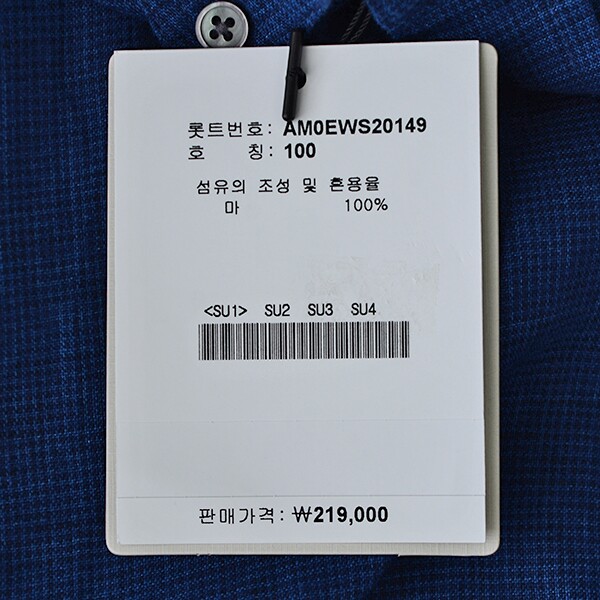 롯트번호: AM0EWS20149
호 칭: 100
섬유의 조성 및 혼용율
마 100%
<SU1> SU2 SU3 SU4
판매가격: ₩219,000